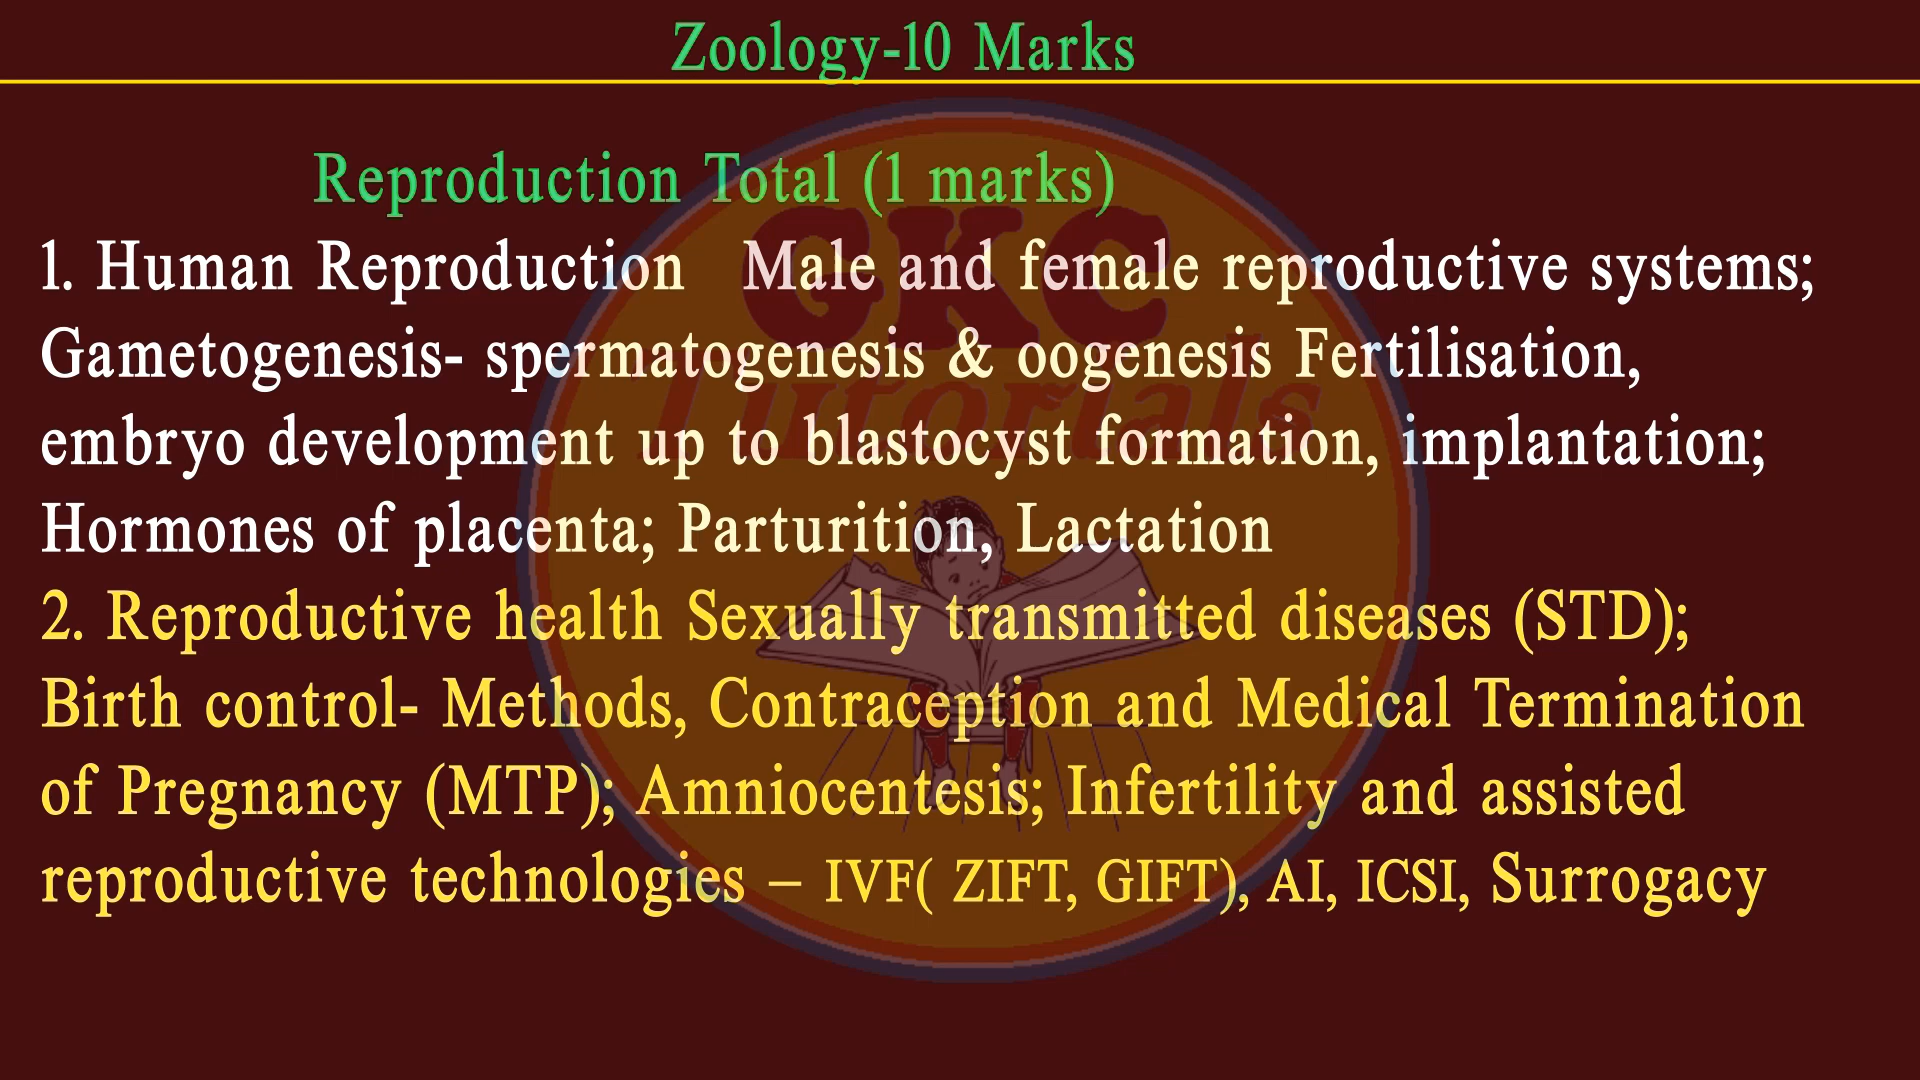 Zoology-10 Marks
Reproduction Total (1 marks)
1. Human Reproduction Male and female reproductive systems;
Gametogenesis- spermatogenesis & oogenesis Fertilisation,
embryo development up to blastocyst formation, implantation;
Hormones of placenta; Parturition, Lactation
2. Reproductive health Sexually transmitted diseases (STD);
Birth control- Methods, Contraception and Medical Termination
of Pregnancy (MTP); Amniocentesis; Infertility and assisted
reproductive technologies – IVF( ZIFT, GIFT), AI, ICSI, Surrogacy
GKC
Tutorials